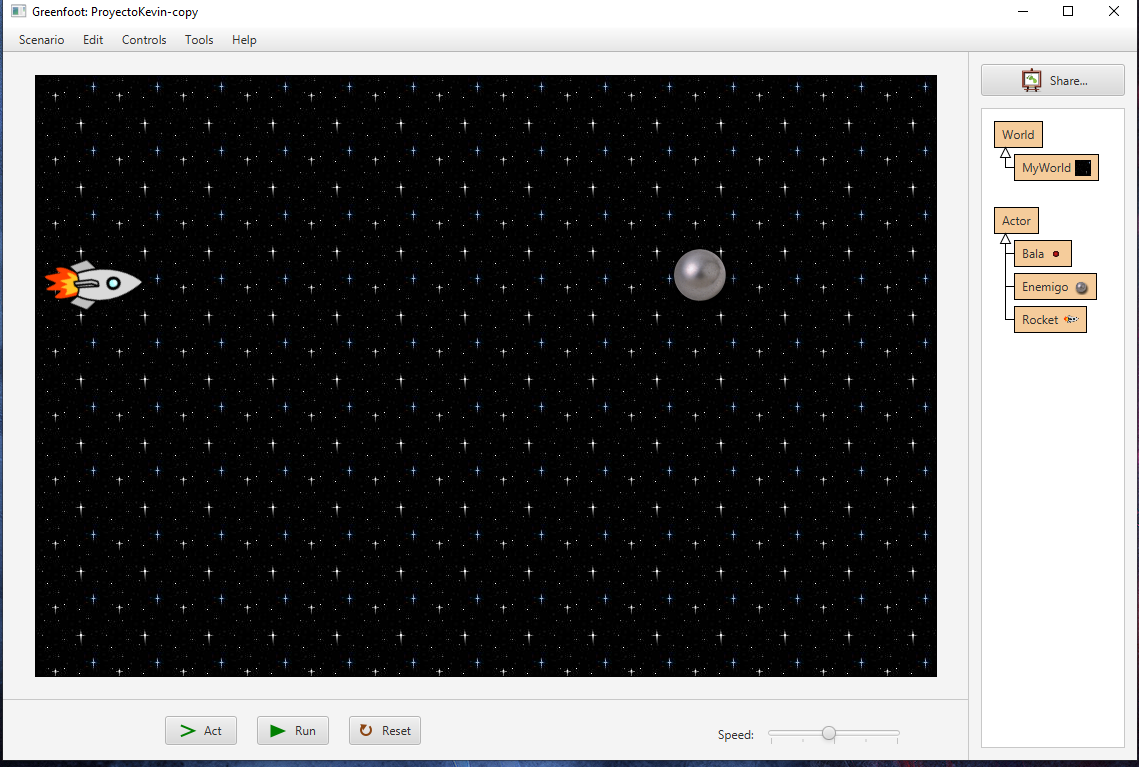 Greenfoot: ProyectoKevin-copy
Scenario Edit Controls Tools Help
Share...
World
MyWorld
Actor
Bala
Enemigo
Rocket
Act Run Reset Speed: